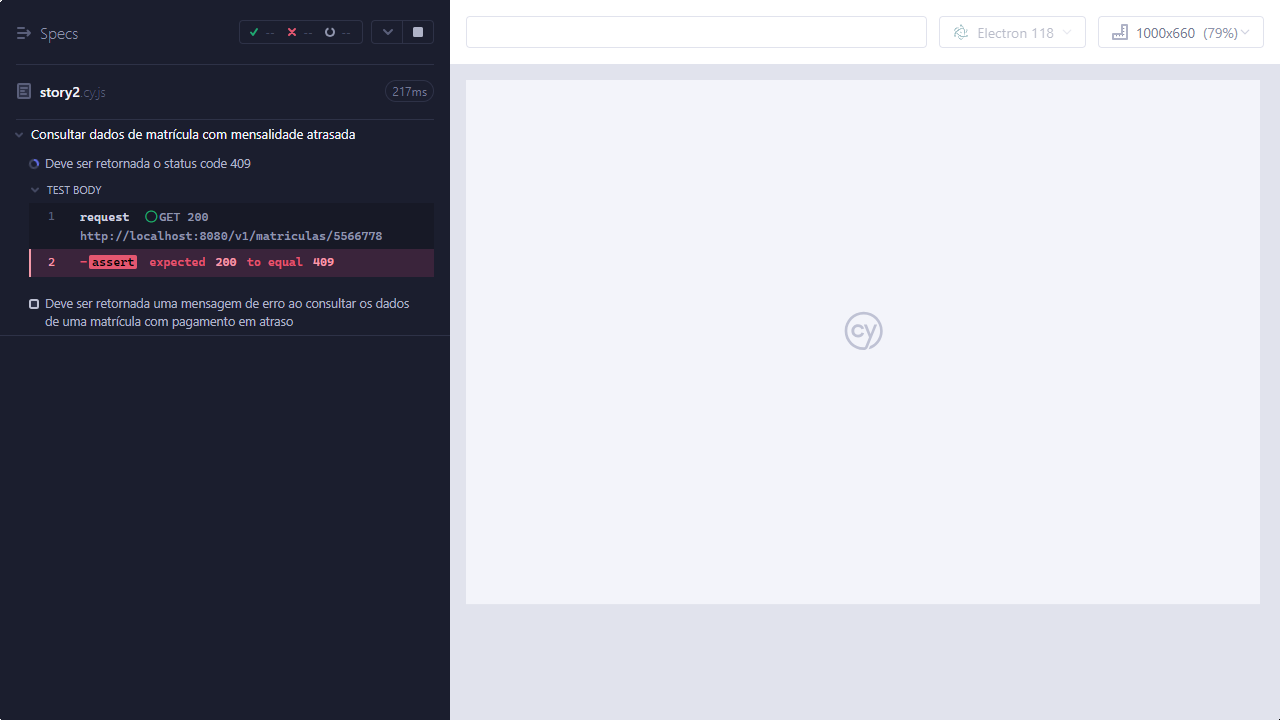 Specs
-- -- --
story2.cy.js
217ms
Consultar dados de matrícula com mensalidade atrasada
Deve ser retornada o status code 409
TEST BODY
1 request GET 200
http://localhost:8080/v1/matriculas/5566778
2 -assert expected 200 to equal 409
Deve ser retornada uma mensagem de erro ao consultar os dados
de uma matrícula com pagamento em atraso
Electron 118
1000x660 (79%)
cy